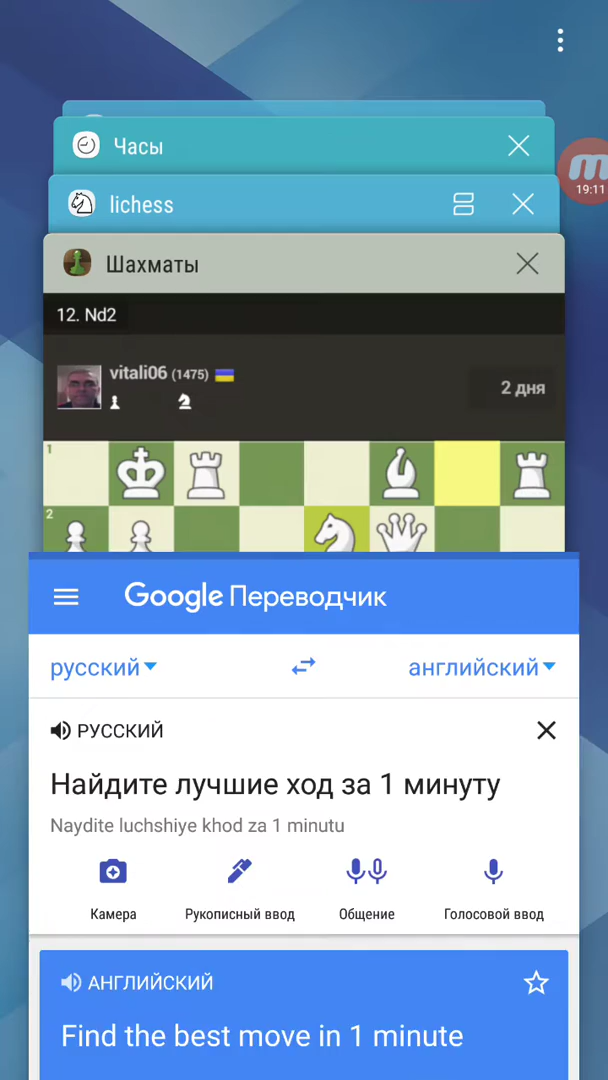 Часы
19:11
lichess
Шахматы
12. Nd2
vitali06 (1475)
2 дня
1
2
Google Переводчик
русский
английский
РУССКИЙ
Найдите лучшие ход за 1 минуту
Naydite luchshiye khod za 1 minutu
Камера
Рукописный ввод
Общение
Голосовой ввод
АНГЛИЙСКИЙ
Find the best move in 1 minute